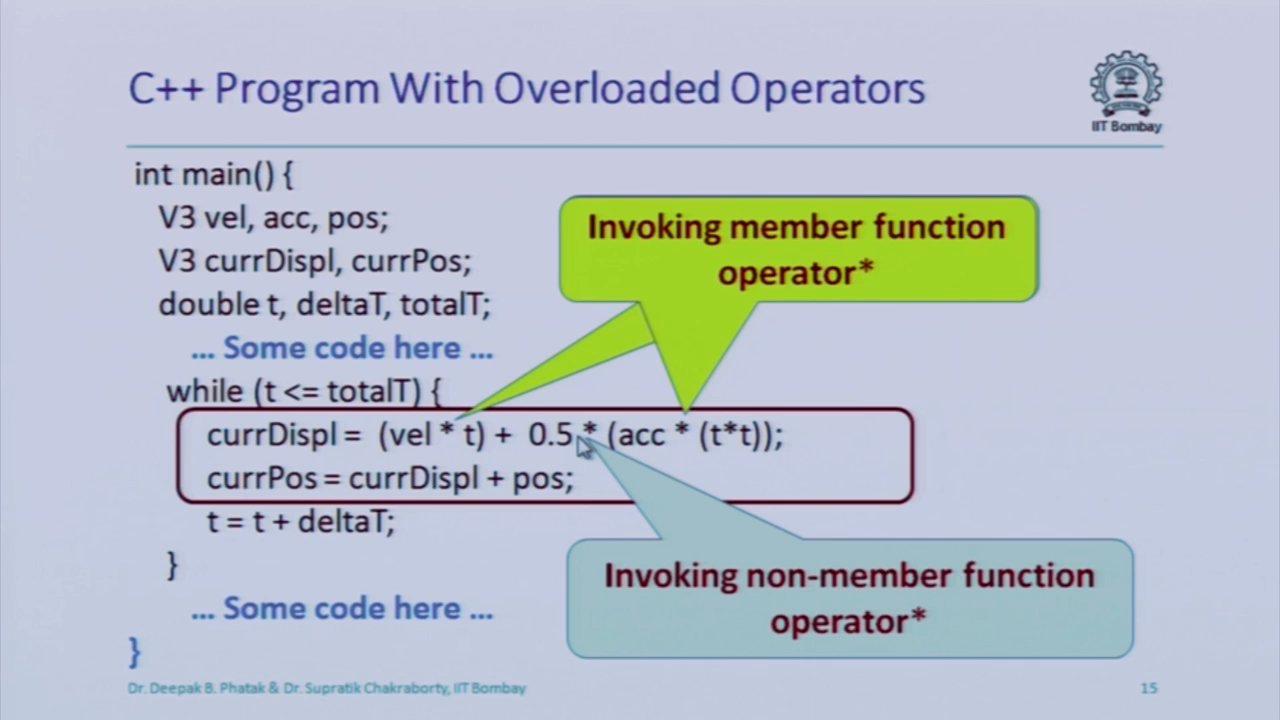 C++ Program With Overloaded Operators
IIT Bombay
int main() {
V3 vel, acc, pos;
V3 currDispl, currPos;
double t, deltaT, totalT;
... Some code here ...
while (t <= totalT) {
currDispl = (vel * t) + 0.5 * (acc * (t*t));
currPos = currDispl + pos;
t = t + deltaT;
}
... Some code here ...
}
Invoking member function
operator*
Invoking non-member function
operator*
Dr. Deepak B. Phatak & Dr. Supratik Chakraborty, IIT Bombay
15